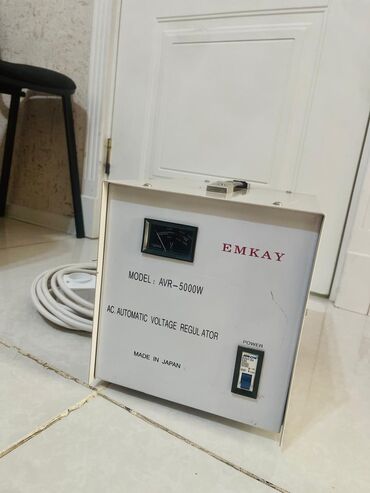 EMKAY
MODEL: AVR-5000W
AC. AUTOMATIC VOLTAGE REGULATOR
POWER
MADE IN JAPAN
V